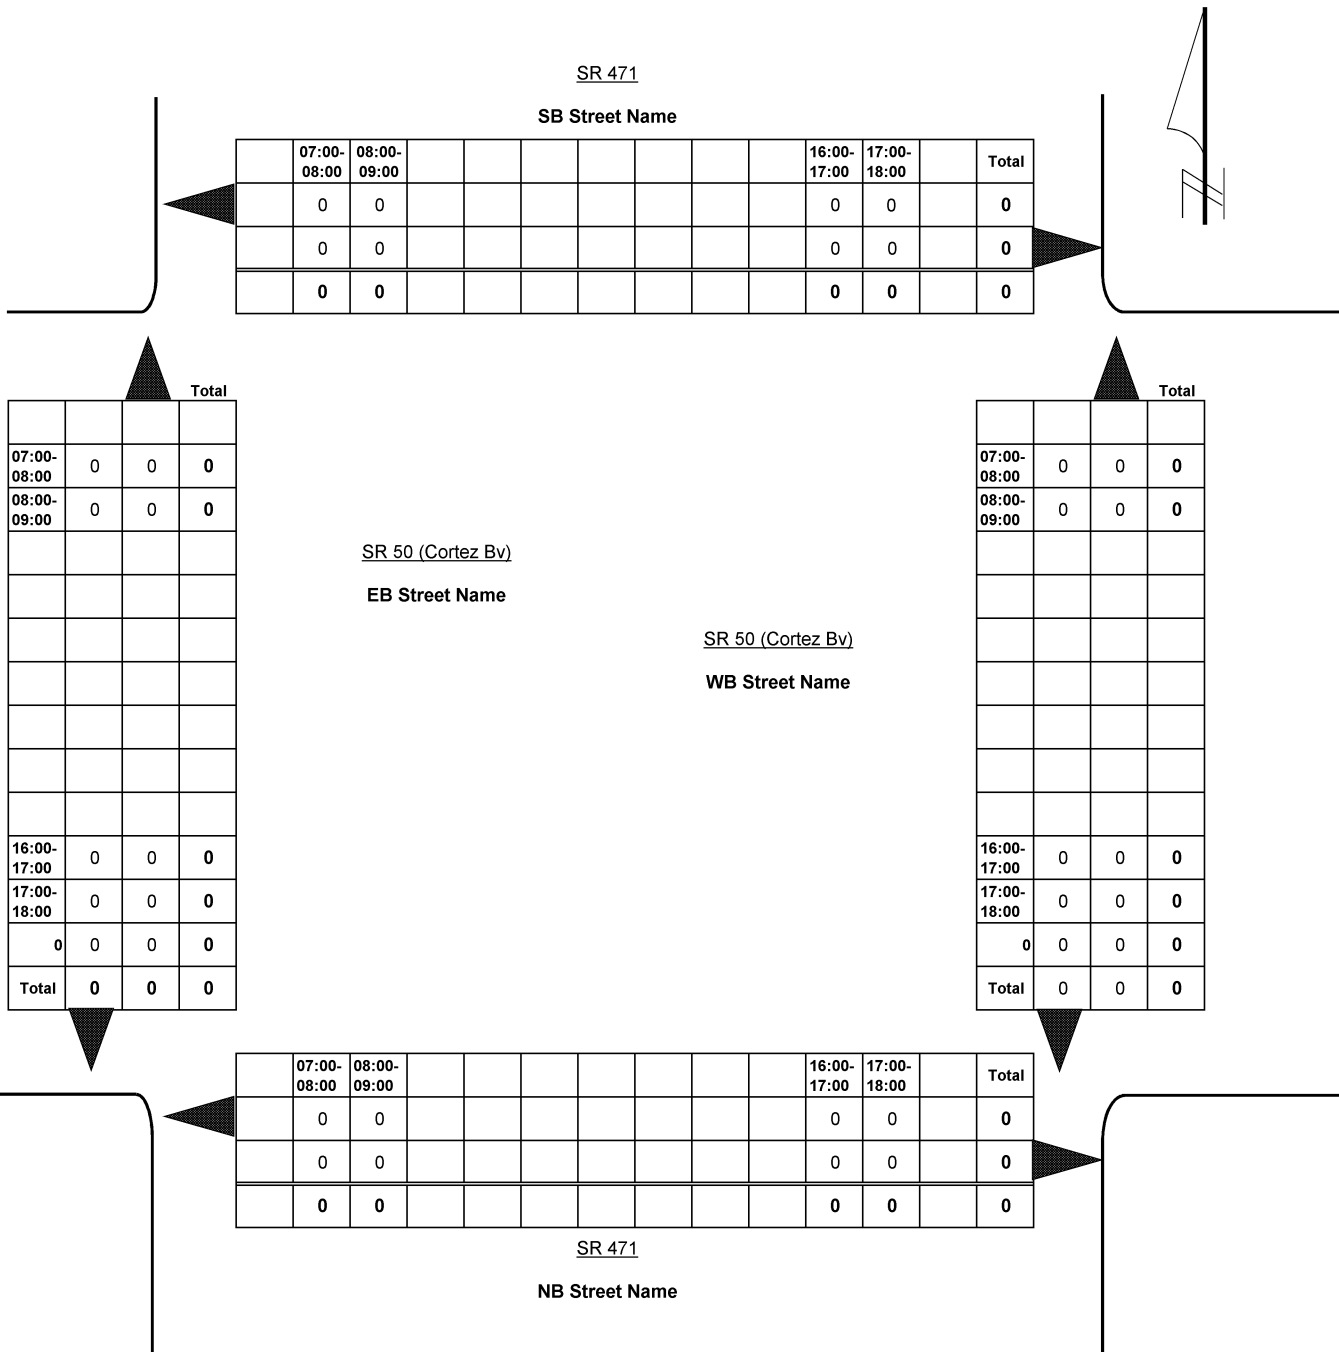 SR 471
SB Street Name
07:00- 08:00- 16:00- 17:00- Total
08:00 09:00 17:00 18:00
0 0 0 0 0
0 0 0 0 0
0 0 0 0 0
Total
07:00-
08:00 0 0 0
08:00-
09:00 0 0 0
16:00-
17:00 0 0 0
17:00-
18:00 0 0 0
0 0 0 0
Total 0 0 0
SR 50 (Cortez Bv)
EB Street Name
SR 50 (Cortez Bv)
WB Street Name
Total
07:00-
08:00 0 0 0
08:00-
09:00 0 0 0
16:00-
17:00 0 0 0
17:00-
18:00 0 0 0
0 0 0 0
Total 0 0 0
07:00- 08:00- 16:00- 17:00- Total
08:00 09:00 17:00 18:00
0 0 0 0 0
0 0 0 0 0
0 0 0 0 0
SR 471
NB Street Name